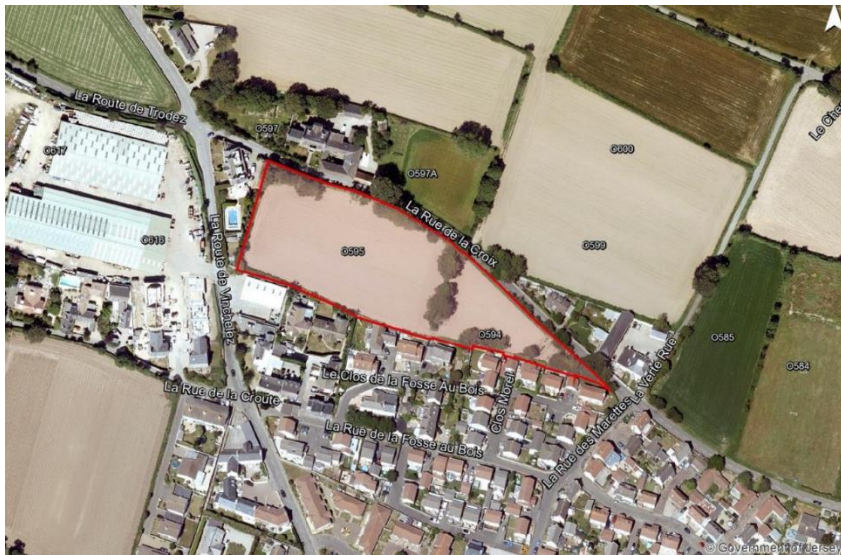 La Route de Trodez
O617
O597
O597A
O600
Le Che
La Rue de la Croix
O616
La Route de Vinchelez
O595
O599
O594
O585
O584
La Verte Rue
Le Clos de la Fosse Au Bois
Clos Morel
La Rue de la Croute
La Rue de la Fosse au Bois
La Rue des Marettes
© Government of Jersey